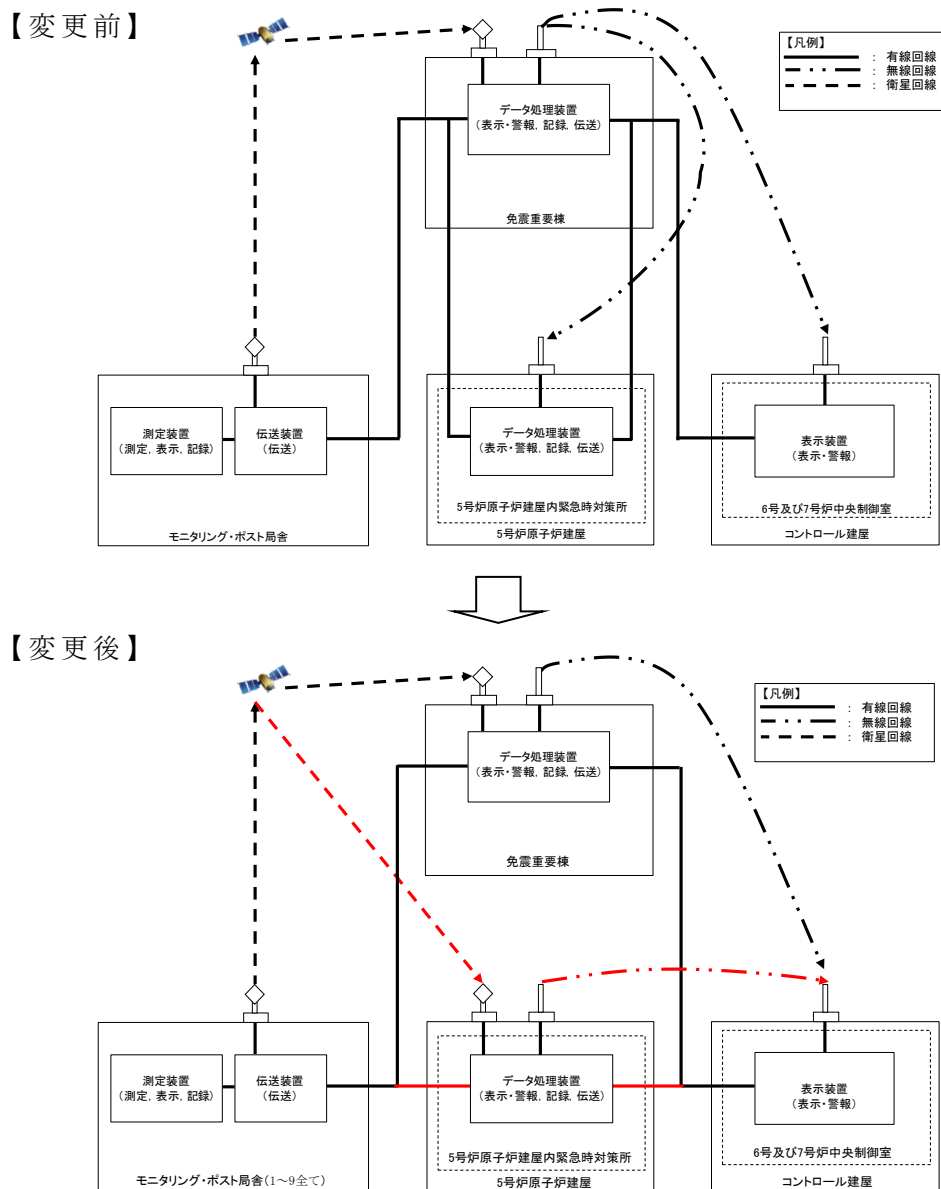 【変更前】
【凡例】
： 有線回線
： 無線回線
： 衛星回線
データ処理装置
（表示・警報，記録，伝送）
免震重要棟
測定装置
（測定，表示，記録）
伝送装置
（伝送）
モニタリング・ポスト局舎
データ処理装置
（表示・警報，記録，伝送）
5号炉原子炉建屋内緊急時対策所
5号炉原子炉建屋
表示装置
（表示・警報）
6号及び7号炉中央制御室
コントロール建屋
【変更後】
【凡例】
： 有線回線
： 無線回線
： 衛星回線
データ処理装置
（表示・警報，記録，伝送）
免震重要棟
測定装置
（測定，表示，記録）
伝送装置
（伝送）
モニタリング・ポスト局舎(1～9全て)
データ処理装置
（表示・警報，記録，伝送）
5号炉原子炉建屋内緊急時対策所
5号炉原子炉建屋
表示装置
（表示・警報）
6号及び7号炉中央制御室
コントロール建屋